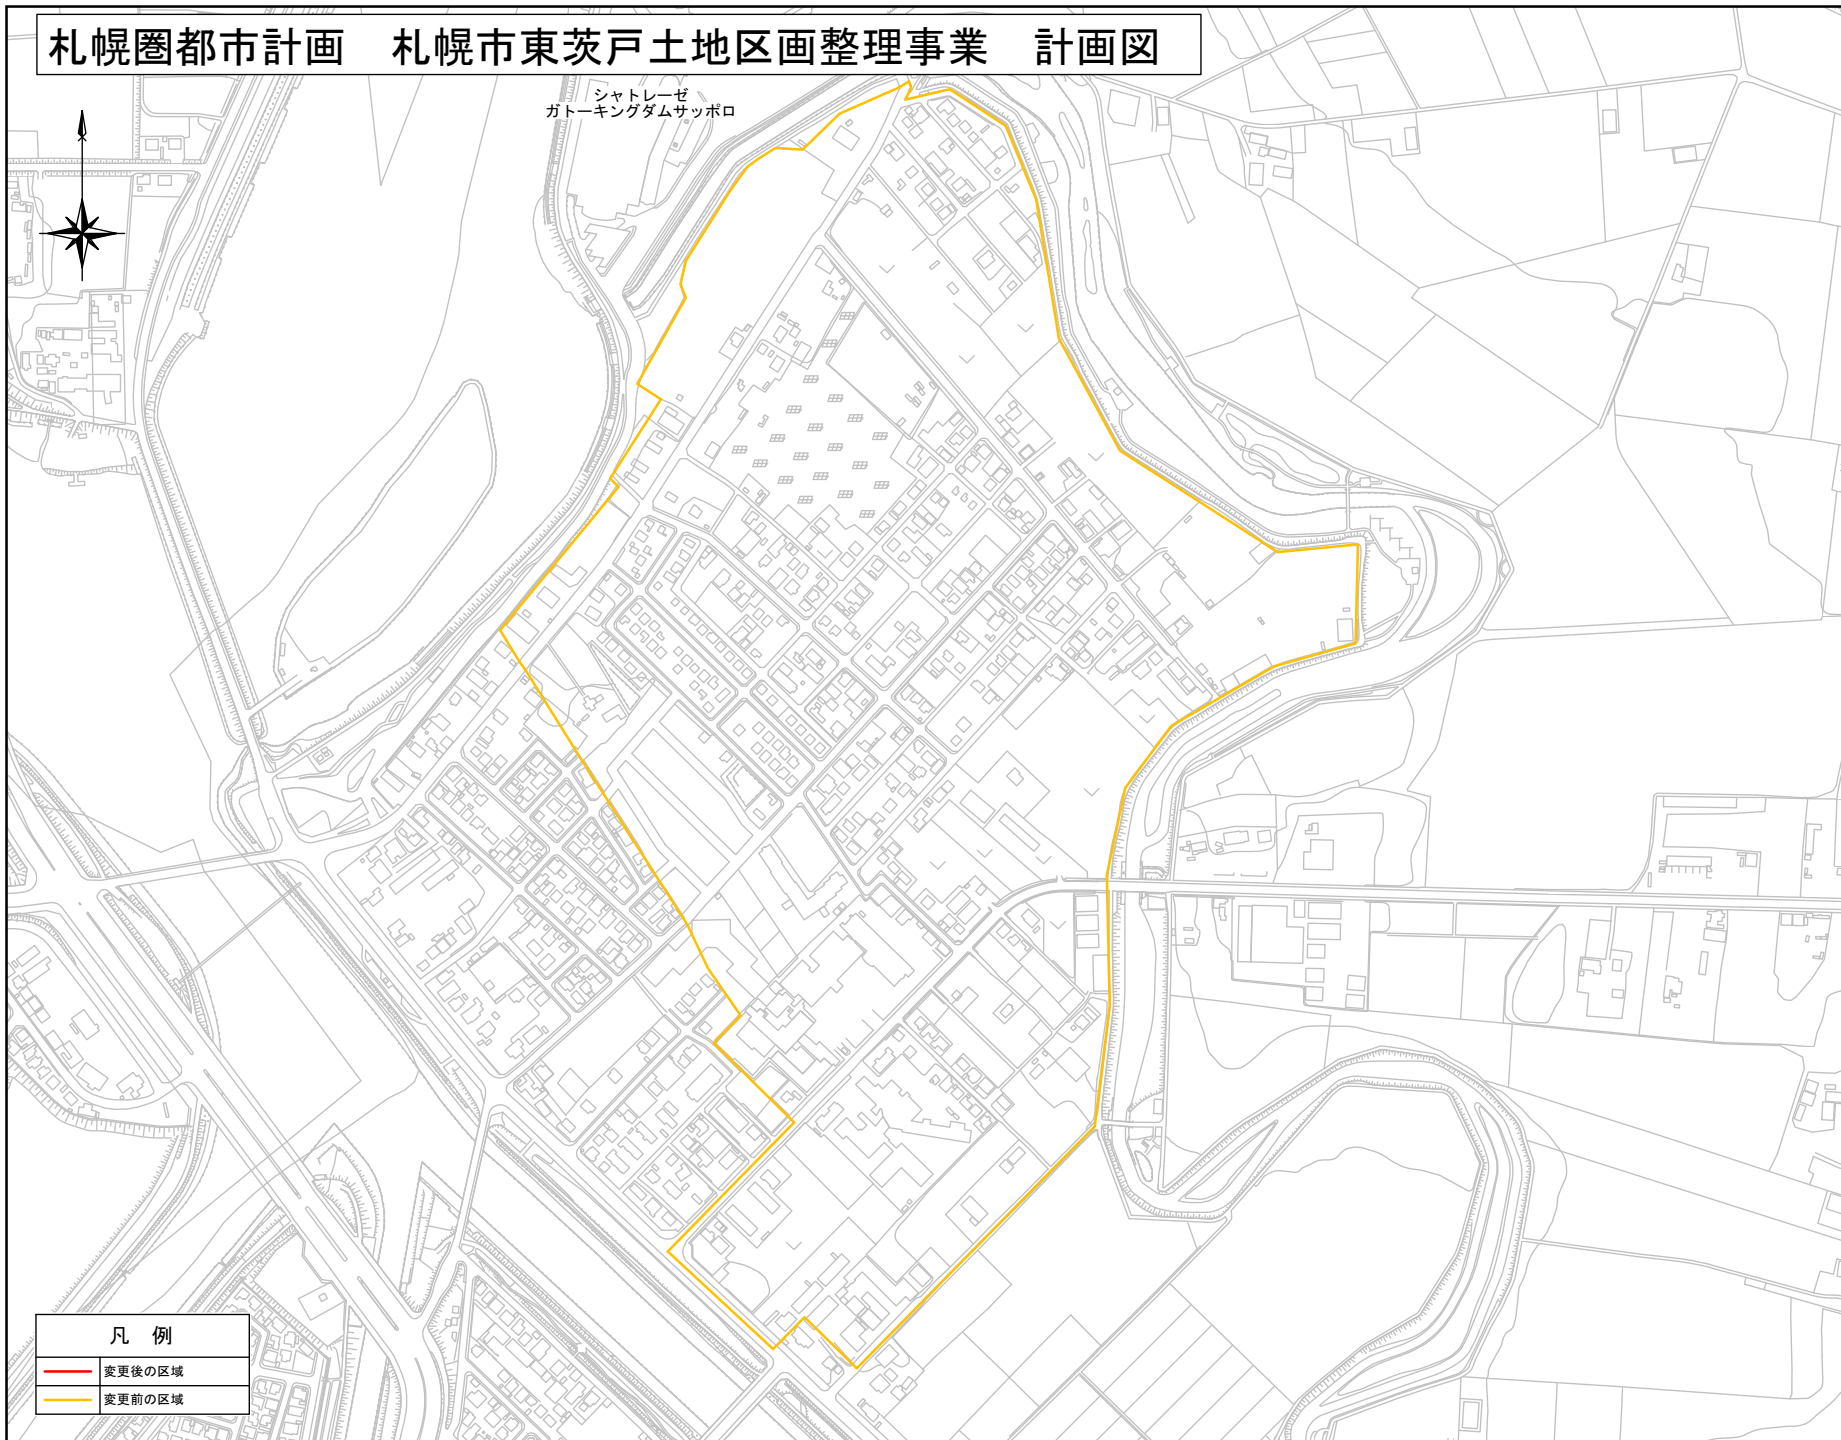 札幌圏都市計画　札幌市東茨戸土地区画整理事業　計画図
シャトレーゼ
ガトーキングダムサッポロ
凡　例
変更後の区域
変更前の区域